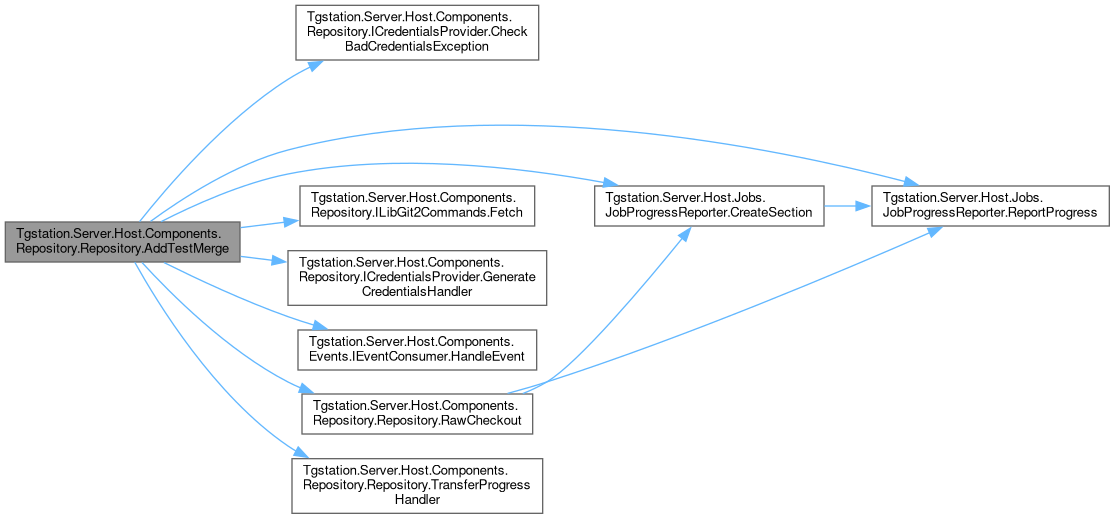 Tgstation.Server.Host.Components.
Repository.ICredentialsProvider.Check
BadCredentialsException
Tgstation.Server.Host.Components.
Repository.ILibGit2Commands.Fetch
Tgstation.Server.Host.Jobs.
JobProgressReporter.CreateSection
Tgstation.Server.Host.Jobs.
JobProgressReporter.ReportProgress
Tgstation.Server.Host.Components.
Repository.Repository.AddTestMerge
Tgstation.Server.Host.Components.
Repository.ICredentialsProvider.Generate
CredentialsHandler
Tgstation.Server.Host.Components.
Events.IEventConsumer.HandleEvent
Tgstation.Server.Host.Components.
Repository.Repository.RawCheckout
Tgstation.Server.Host.Components.
Repository.Repository.TransferProgress
Handler